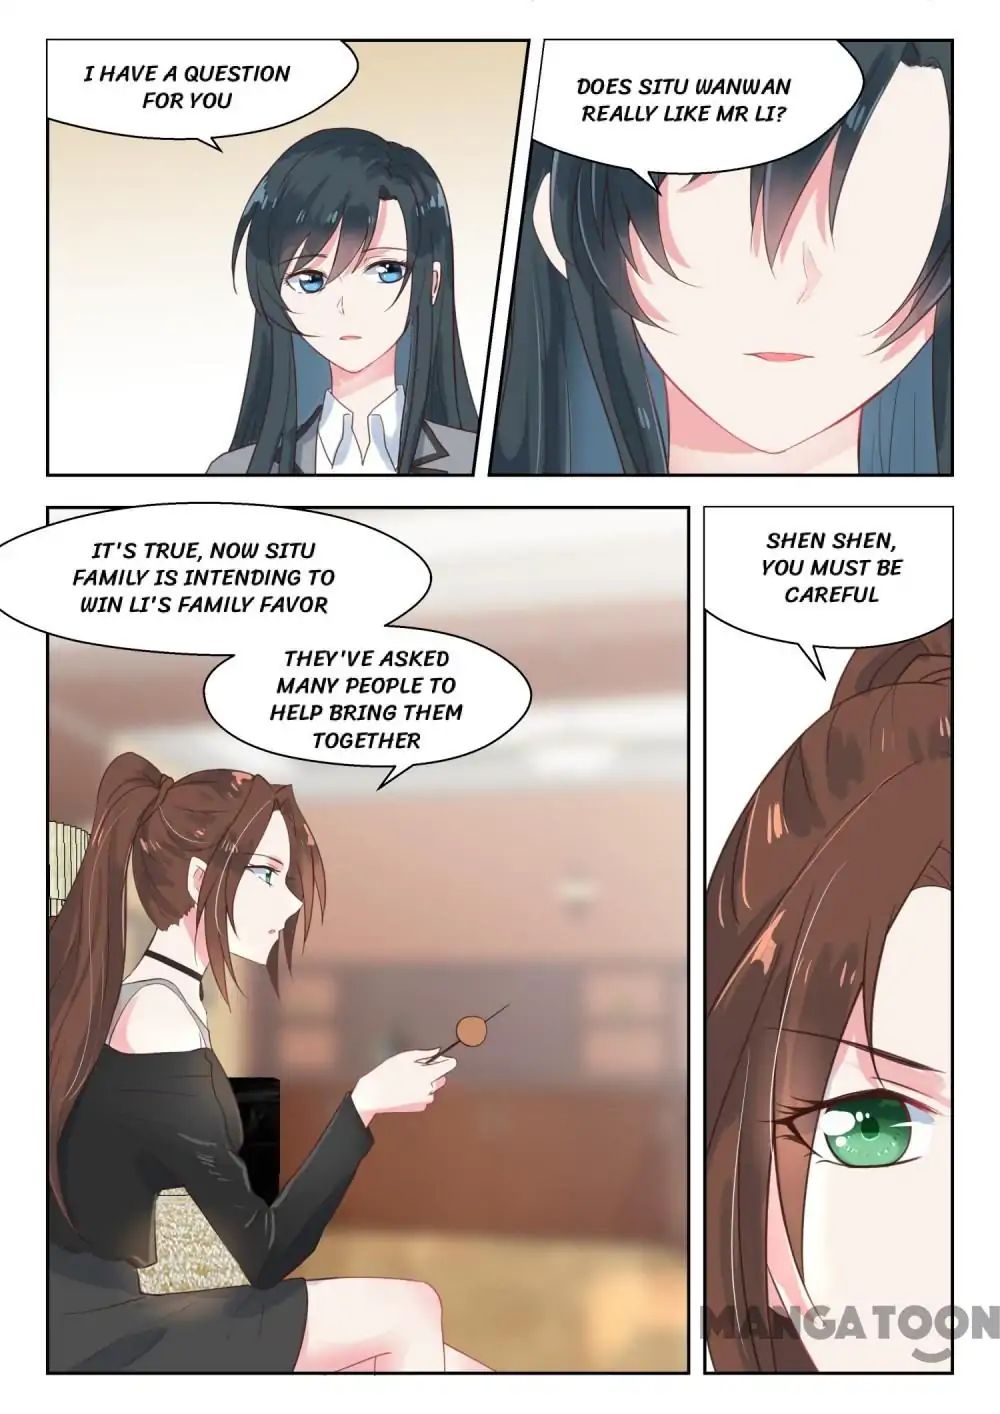 I HAVE A QUESTION
FOR YOU
DOES SITU WANWAN
REALLY LIKE MR LI?
IT'S TRUE, NOW SITU
FAMILY IS INTENDING TO
WIN LI'S FAMILY FAVOR
THEY'VE ASKED
MANY PEOPLE TO
HELP BRING THEM
TOGETHER
SHEN SHEN,
YOU MUST BE
CAREFUL
MANGATOON